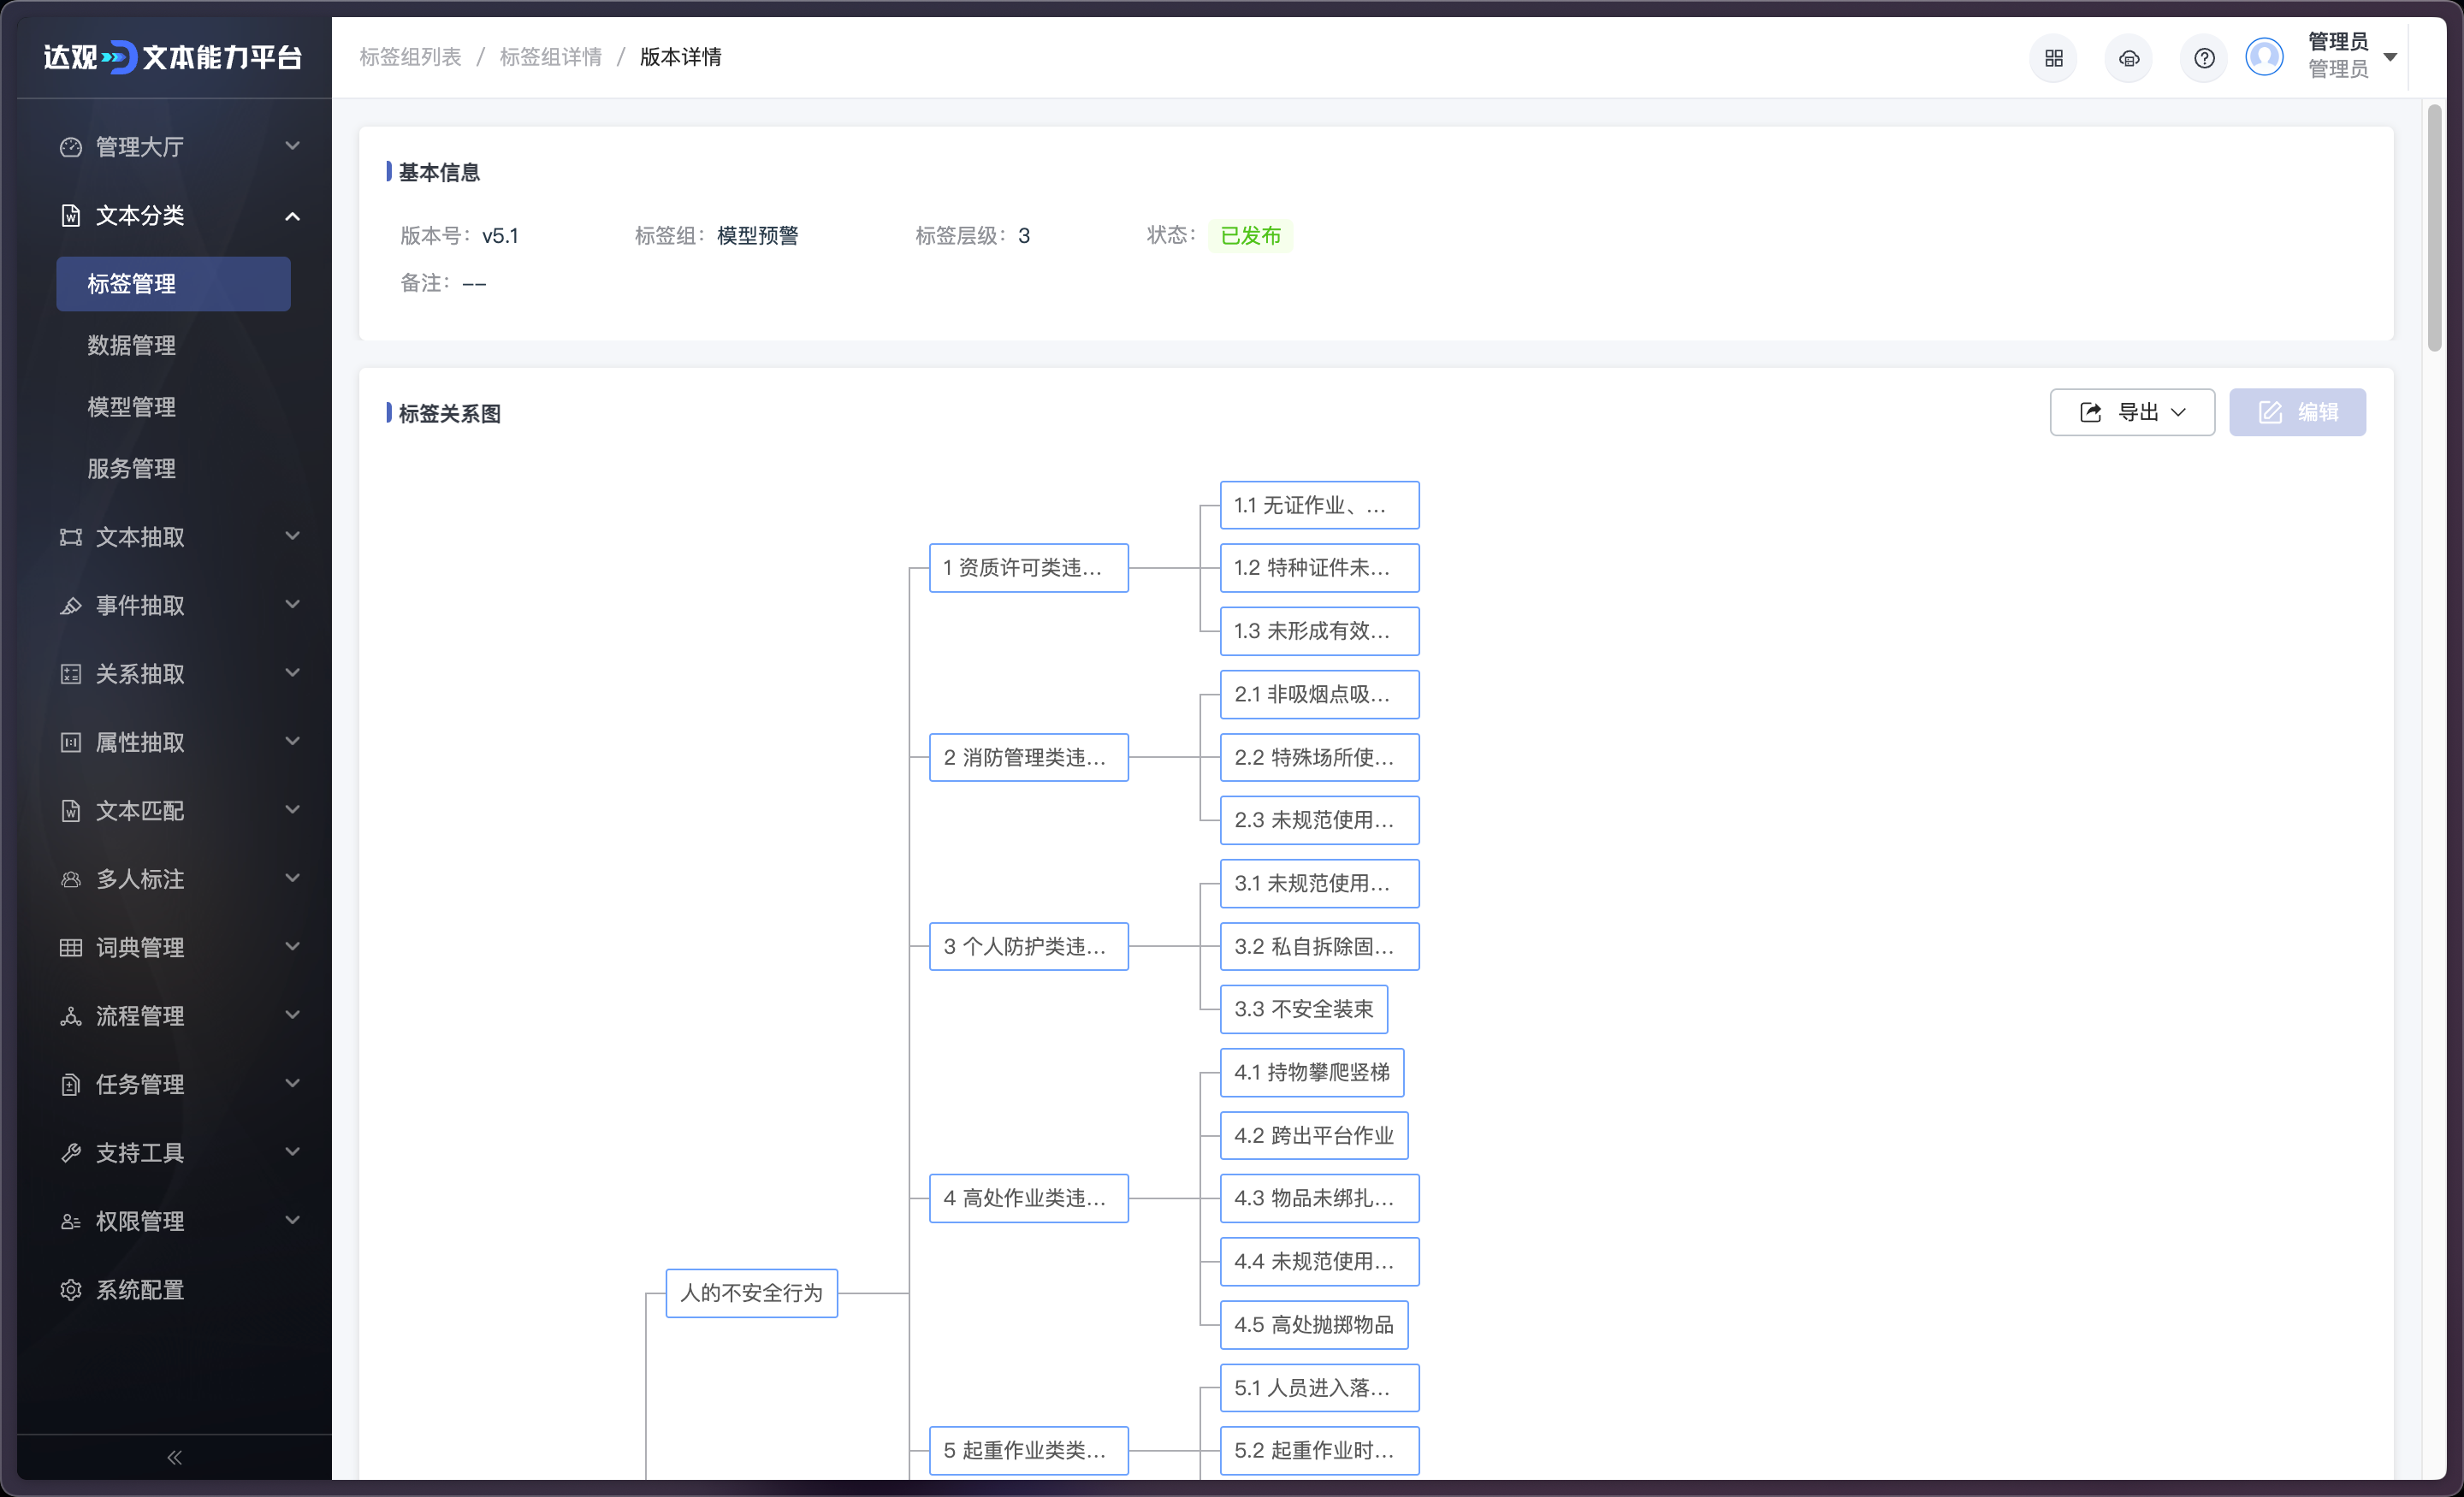 达观 文本能力平台
标签组列表 / 标签组详情 / 版本详情
管理员
管理员
管理大厅
文本分类
标签管理
数据管理
模型管理
服务管理
文本抽取
事件抽取
关系抽取
属性抽取
文本匹配
多人标注
词典管理
流程管理
任务管理
支持工具
权限管理
系统配置
基本信息
版本号： v5.1 标签组： 模型预警 标签层级： 3 状态： 已发布
备注： --
标签关系图
导出 编辑
人的不安全行为
1 资质许可类违...
1.1 无证作业、...
1.2 特种证件未...
1.3 未形成有效...
2 消防管理类违...
2.1 非吸烟点吸...
2.2 特殊场所使...
2.3 未规范使用...
3 个人防护类违...
3.1 未规范使用...
3.2 私自拆除固...
3.3 不安全装束
4 高处作业类违...
4.1 持物攀爬竖梯
4.2 跨出平台作业
4.3 物品未绑扎...
4.4 未规范使用...
4.5 高处抛掷物品
5 起重作业类类...
5.1 人员进入落...
5.2 起重作业时...